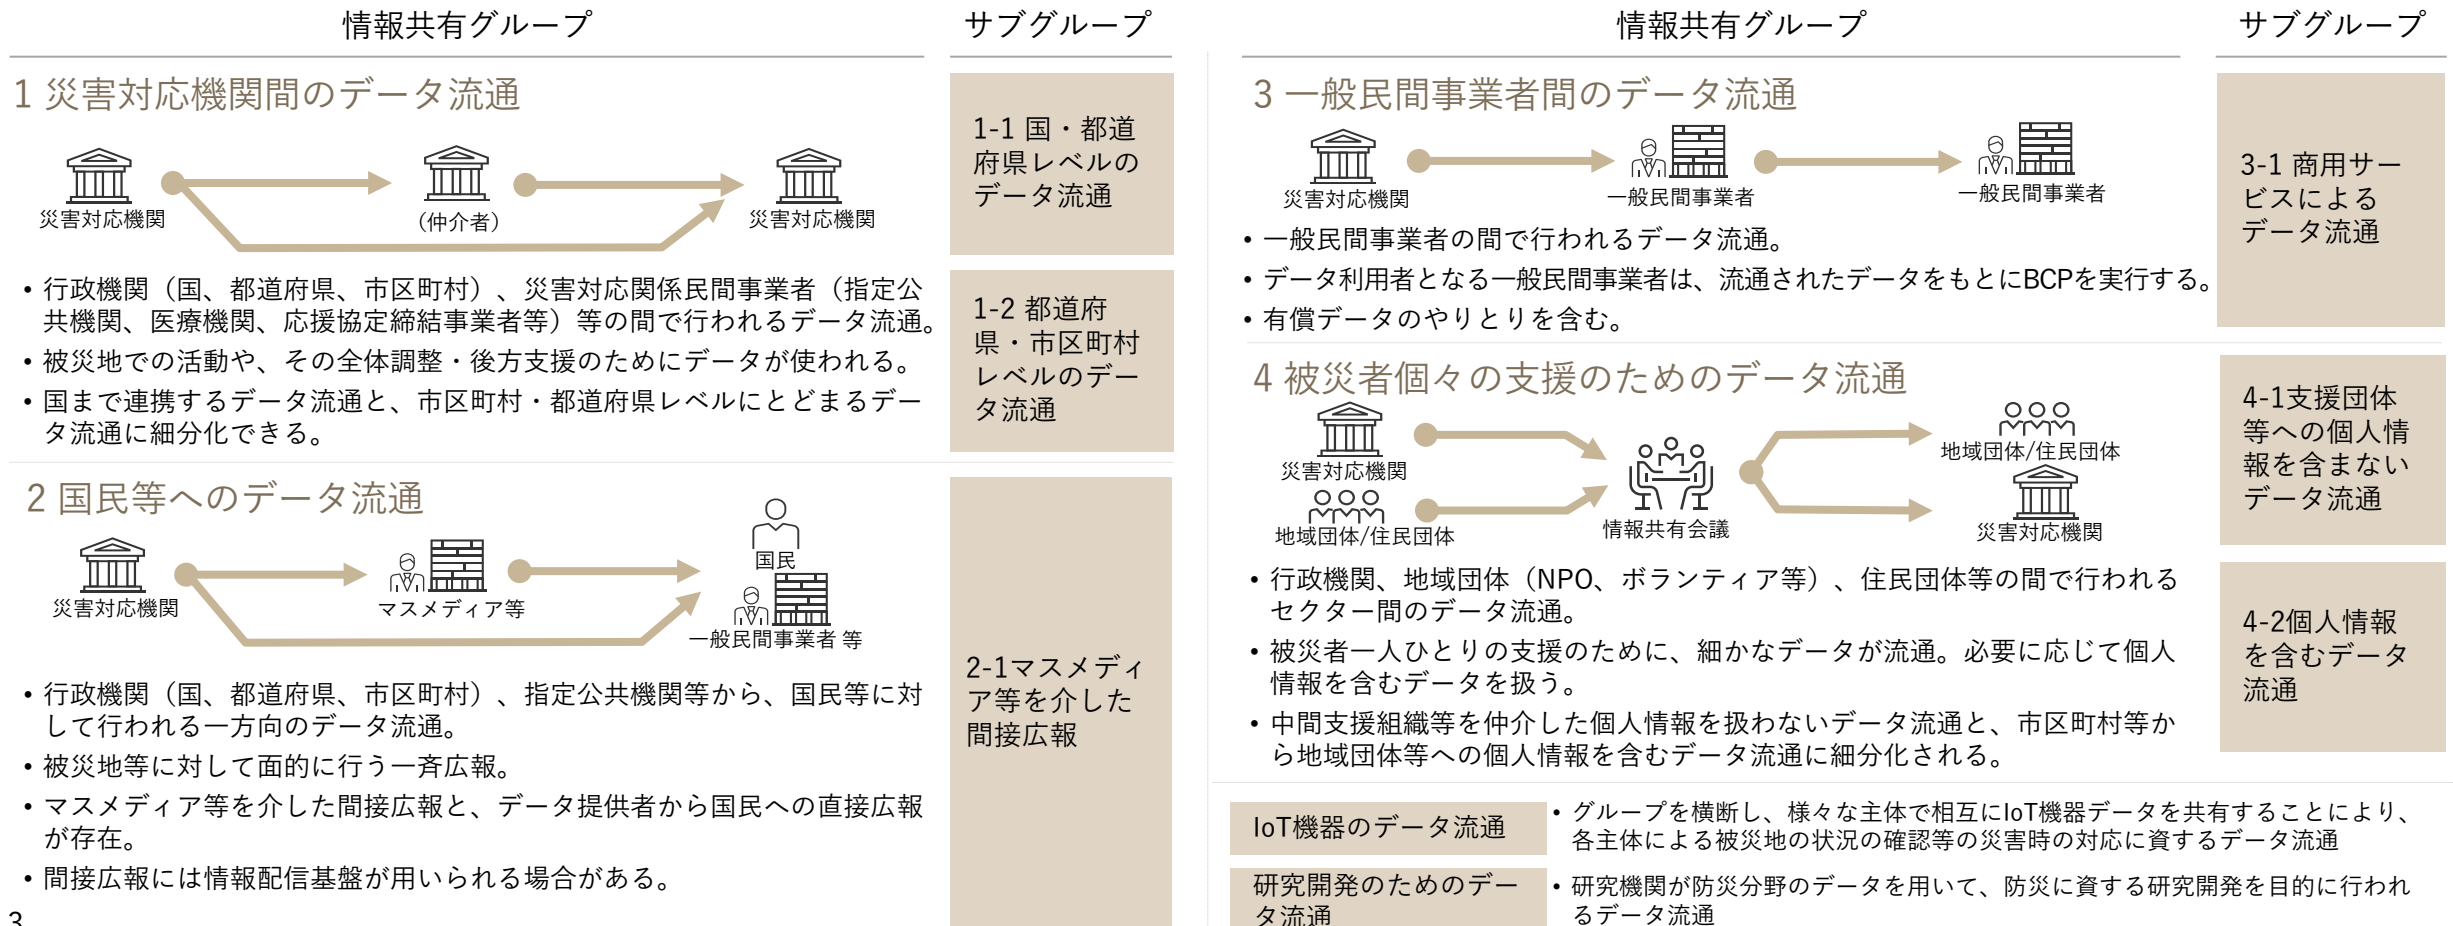 情報共有グループ
サブグループ
1 災害対応機関間のデータ流通
災害対応機関
（仲介者）
災害対応機関
・行政機関（国、都道府県、市区町村）、災害対応関係民間事業者（指定公
共機関、医療機関、応援協定締結事業者等）等の間で行われるデータ流通。
・被災地での活動や、その全体調整・後方支援のためにデータが使われる。
・国まで連携するデータ流通と、市区町村・都道府県レベルにとどまるデー
タ流通に細分化できる。
1-1 国・都道
府県レベルの
データ流通
1-2 都道府
県・市区町村
レベルのデー
タ流通
2 国民等へのデータ流通
災害対応機関
マスメディア等
国民
一般民間事業者 等
・行政機関（国、都道府県、市区町村）、指定公共機関等から、国民等に対
して行われる一方向のデータ流通。
・被災地等に対して面的に行う一斉広報。
・マスメディア等を介した間接広報と、データ提供者から国民への直接広報
が存在。
・間接広報には情報配信基盤が用いられる場合がある。
2-1マスメディ
ア等を介した
間接広報
3
情報共有グループ
サブグループ
3 一般民間事業者間のデータ流通
災害対応機関
一般民間事業者
一般民間事業者
・一般民間事業者の間で行われるデータ流通。
・データ利用者となる一般民間事業者は、流通されたデータをもとにBCPを実行する。
・有償データのやりとりを含む。
3-1 商用サー
ビスによる
データ流通
4 被災者個々の支援のためのデータ流通
災害対応機関
地域団体/住民団体
情報共有会議
地域団体/住民団体
災害対応機関
・行政機関、地域団体（NPO、ボランティア等）、住民団体等の間で行われる
セクター間のデータ流通。
・被災者一人ひとりの支援のために、細かなデータが流通。必要に応じて個人
情報を含むデータを扱う。
・中間支援組織等を仲介した個人情報を扱わないデータ流通と、市区町村等か
ら地域団体等への個人情報を含むデータ流通に細分化される。
4-1支援団体
等への個人情
報を含まない
データ流通
4-2個人情報
を含むデータ
流通
IoT機器のデータ流通
・グループを横断し、様々な主体で相互にIoT機器データを共有することにより、
各主体による被災地の状況の確認等の災害時の対応に資するデータ流通
研究開発のためのデー
タ流通
・研究機関が防災分野のデータを用いて、防災に資する研究開発を目的に行われ
るデータ流通